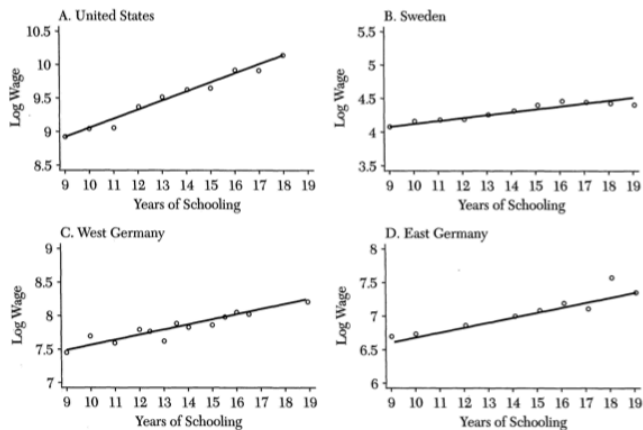 A. United States
10.5
10
9.5
9
8.5
Log Wage
9 10 11 12 13 14 15 16 17 18 19
Years of Schooling
B. Sweden
5.5
5
4.5
4
3.5
Log Wage
9 10 11 12 13 14 15 16 17 18 19
Years of Schooling
C. West Germany
9
8.5
8
7.5
7
Log Wage
9 10 11 12 13 14 15 16 17 18 19
Years of Schooling
D. East Germany
8
7.5
7
6.5
6
Log Wage
9 10 11 12 13 14 15 16 17 18 19
Years of Schooling